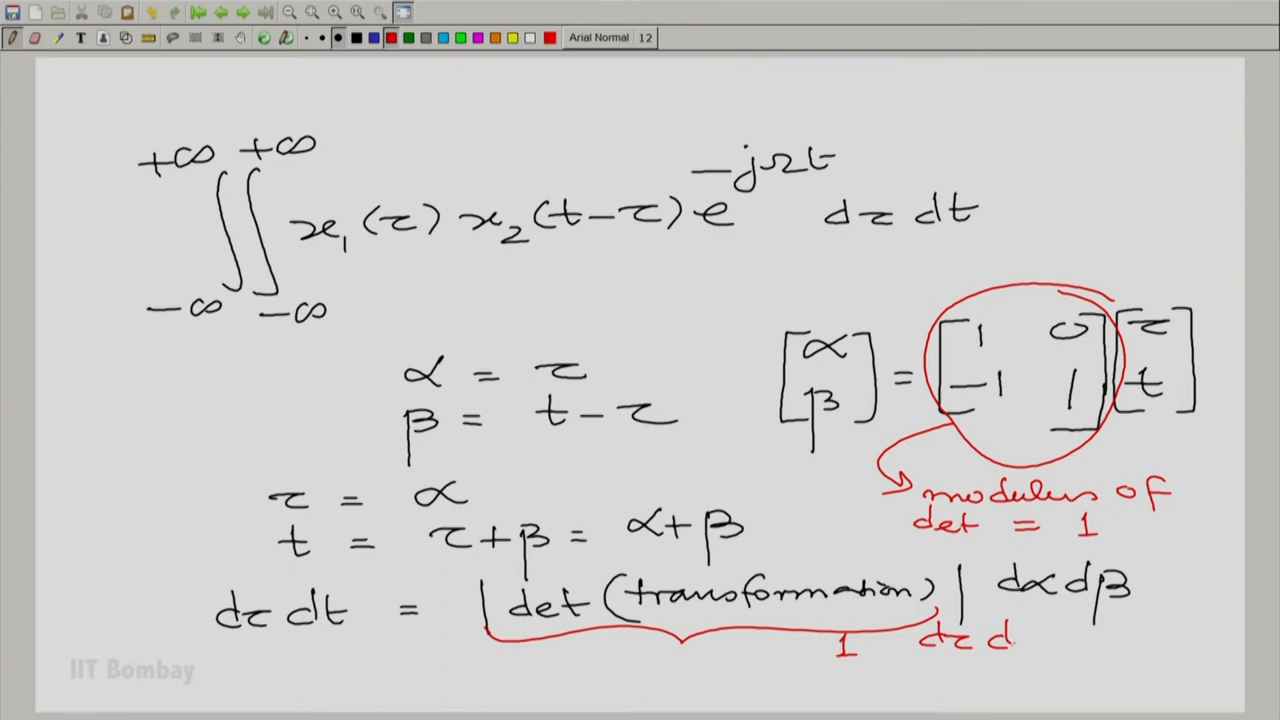 Arial Normal 12
+∞ +∞
∫∫ x₁(τ) x₂(t−τ) e^{−jΩt} dτ dt
−∞ −∞
α = τ
β = t−τ
[α β] = [1 0 −1 1] [τ t]
τ = α
t = τ+β = α+β
modulus of
det = 1
dτ dt = |det (transformation)| dα dβ
1 dτ d
IIT Bombay